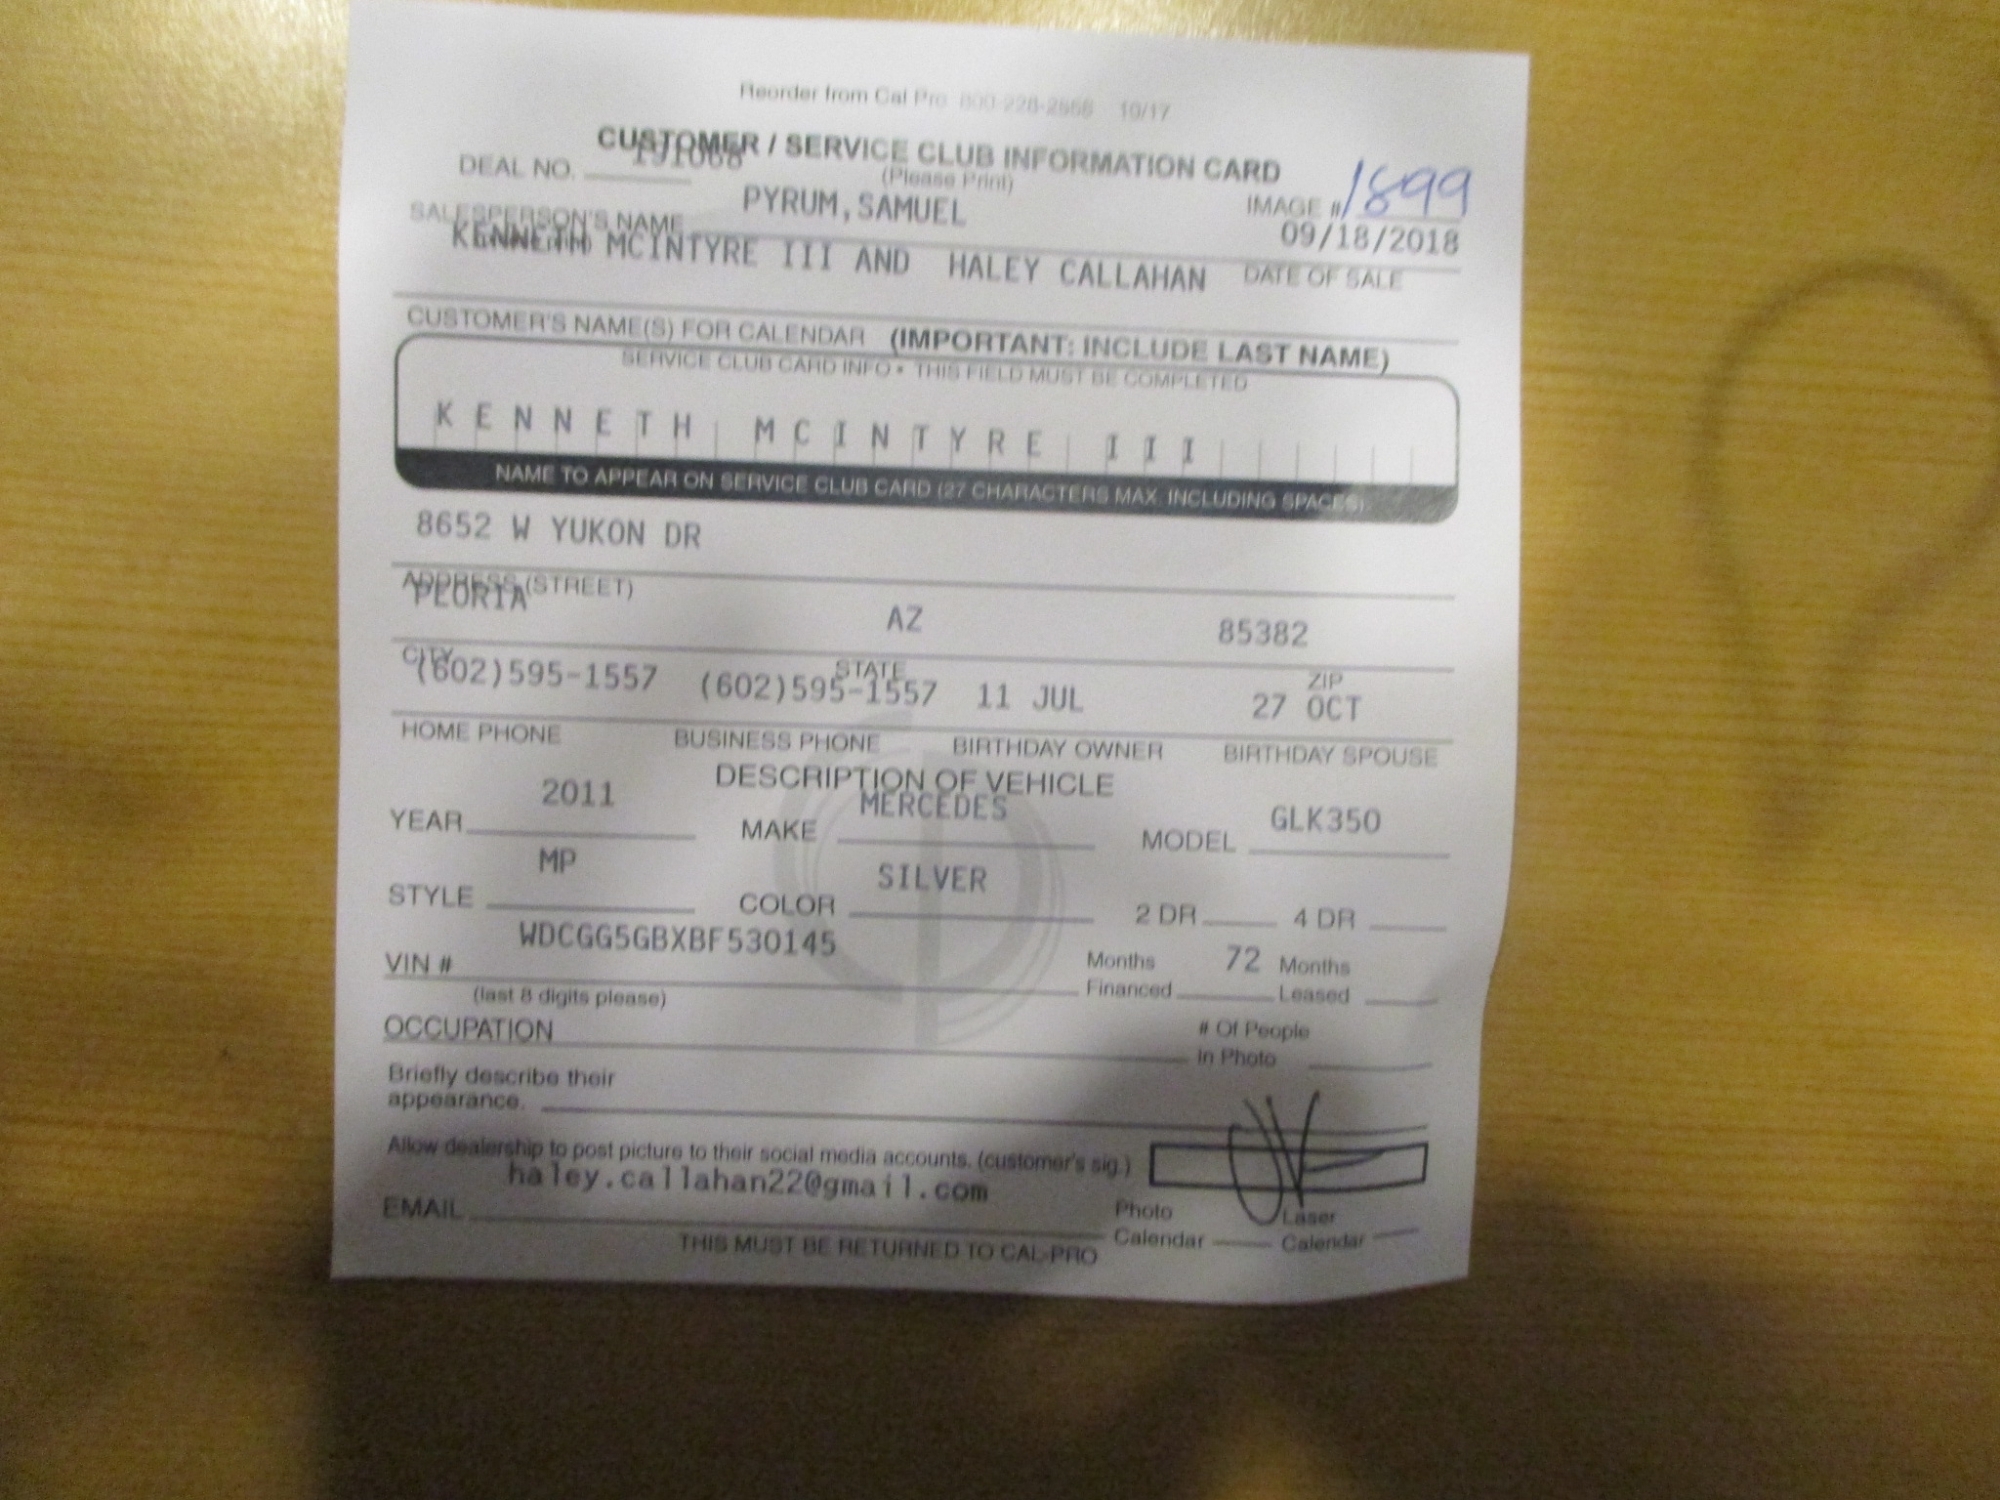 Reorder from Cal Pro 800-228-2666 10/17
CUSTOMER / SERVICE CLUB INFORMATION CARD
DEAL NO.
(Please Print)
IMAGE # 1899
SALESPERSON'S NAME PYRUM,SAMUEL
09/18/2018
KENNETH MCINTYRE III AND HALEY CALLAHAN DATE OF SALE
CUSTOMER'S NAME(S) FOR CALENDAR (IMPORTANT: INCLUDE LAST NAME)
SERVICE CLUB CARD INFO • THIS FIELD MUST BE COMPLETED
KENNETH MCINTYRE III
NAME TO APPEAR ON SERVICE CLUB CARD (27 CHARACTERS MAX. INCLUDING SPACES)
8652 W YUKON DR
ADDRESS (STREET)
PEORIA AZ 85382
CITY STATE ZIP
(602)595-1557 (602)595-1557 11 JUL 27 OCT
HOME PHONE BUSINESS PHONE BIRTHDAY OWNER BIRTHDAY SPOUSE
DESCRIPTION OF VEHICLE
YEAR 2011 MAKE MERCEDES MODEL GLK350
STYLE MP COLOR SILVER 2 DR 4 DR
VIN # WDCGG5GBXBF530145 Months Financed 72 Months Leased
(last 8 digits please)
OCCUPATION # Of People In Photo
Briefly describe their
appearance.
Allow dealership to post picture to their social media accounts. (customer's sig.)
EMAIL haley.callahan22@gmail.com Photo Calendar Laser Calendar
THIS MUST BE RETURNED TO CAL-PRO